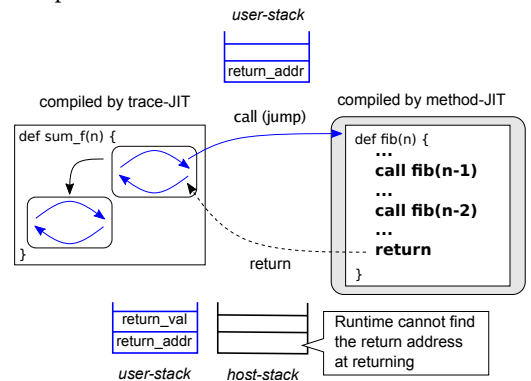 user-stack
return_addr
compiled by trace-JIT
call (jump)
compiled by method-JIT
def sum_f(n) {
}
def fib(n) {
...
call fib(n-1)
...
call fib(n-2)
...
return
}
return
return_val
return_addr
user-stack
host-stack
Runtime cannot find
the return address
at returning